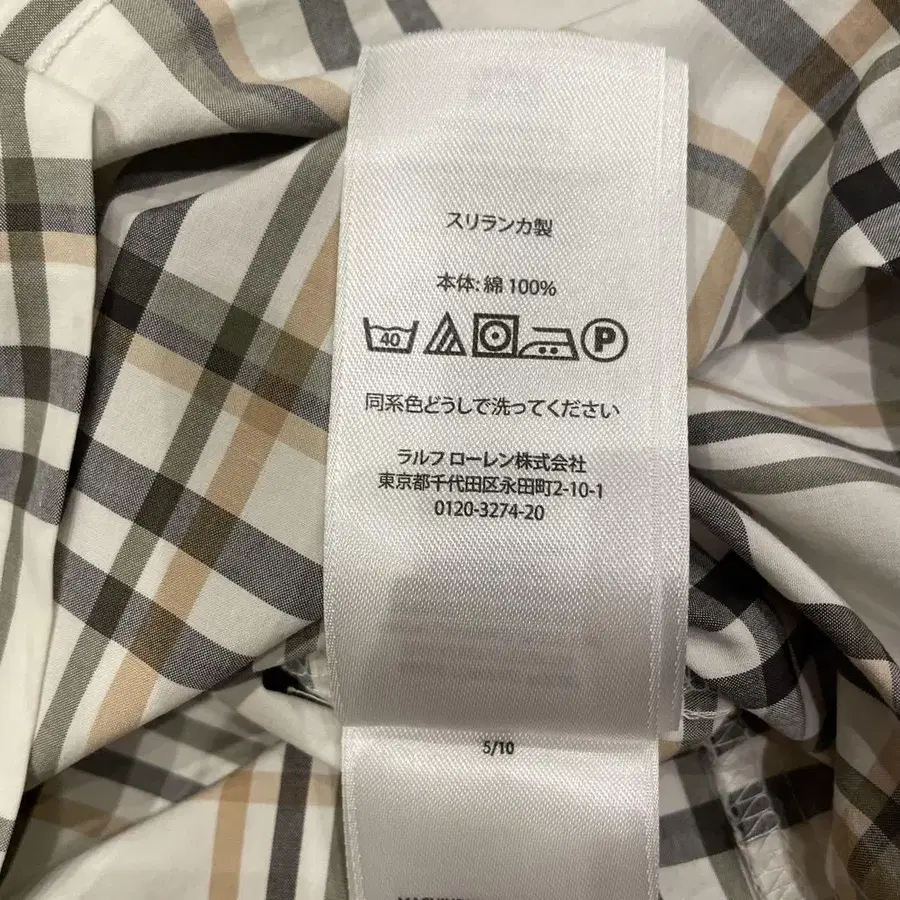 スリランカ製
本体: 綿 100%
40 P
同系色どうしで洗ってください
ラルフ ローレン株式会社
東京都千代田区永田町2-10-1
0120-3274-20
5/10